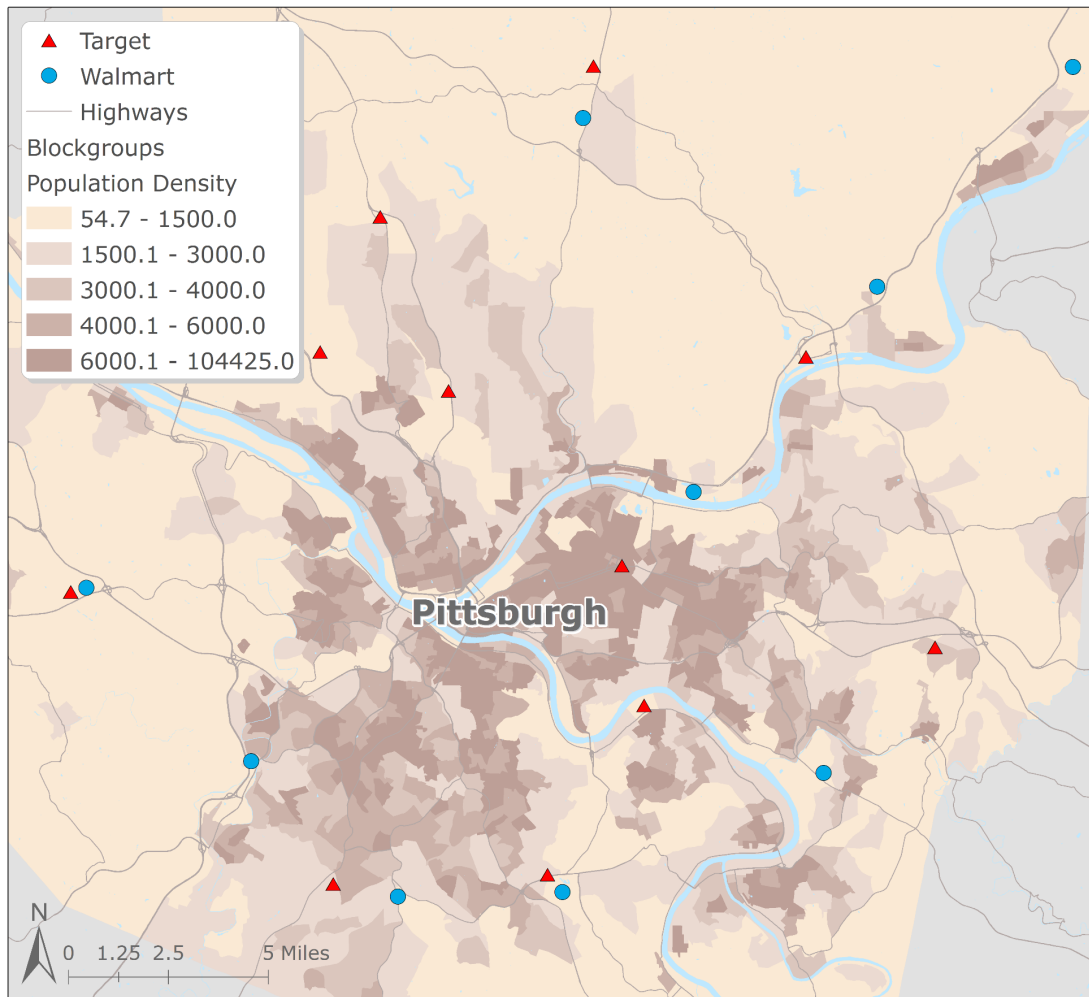 Target
Walmart
Highways
Blockgroups
Population Density
54.7 - 1500.0
1500.1 - 3000.0
3000.1 - 4000.0
4000.1 - 6000.0
6000.1 - 104425.0
Pittsburgh
N
0 1.25 2.5 5 Miles